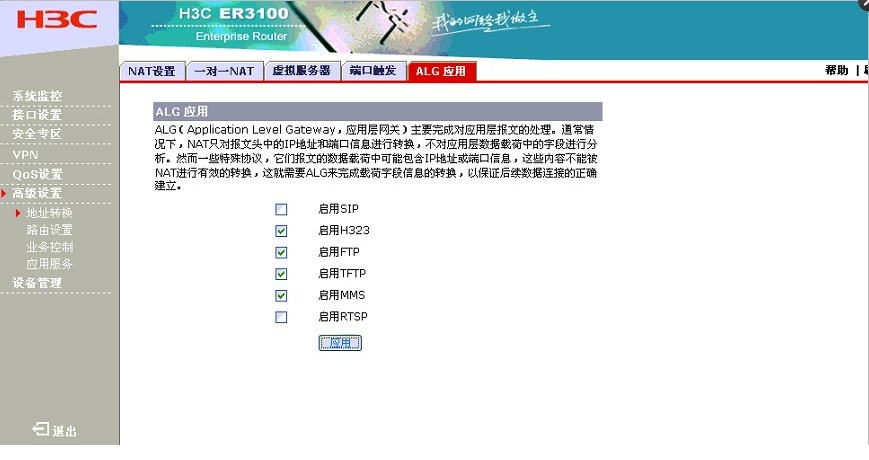 H3C
H3C ER3100
Enterprise Router
我的网络我做主
NAT设置
一对一NAT
虚拟服务器
端口触发
ALG 应用
帮助 |
系统监控
接口设置
安全专区
VPN
QoS设置
高级设置
地址转换
路由设置
业务控制
应用服务
设备管理
退出
ALG 应用
ALG（Application Level Gateway，应用层网关）主要完成对应用层报文的处理。通常情
况下，NAT只对报文头中的IP地址和端口信息进行转换，不对应用层数据载荷中的字段进行分
析。然而一些特殊协议，它们报文的数据载荷中可能包含IP地址或端口信息，这些内容不能被
NAT进行有效的转换，这就需要ALG来完成载荷字段信息的转换，以保证后续数据连接的正确
建立。
启用SIP
启用H323
启用FTP
启用TFTP
启用MMS
启用RTSP
应用